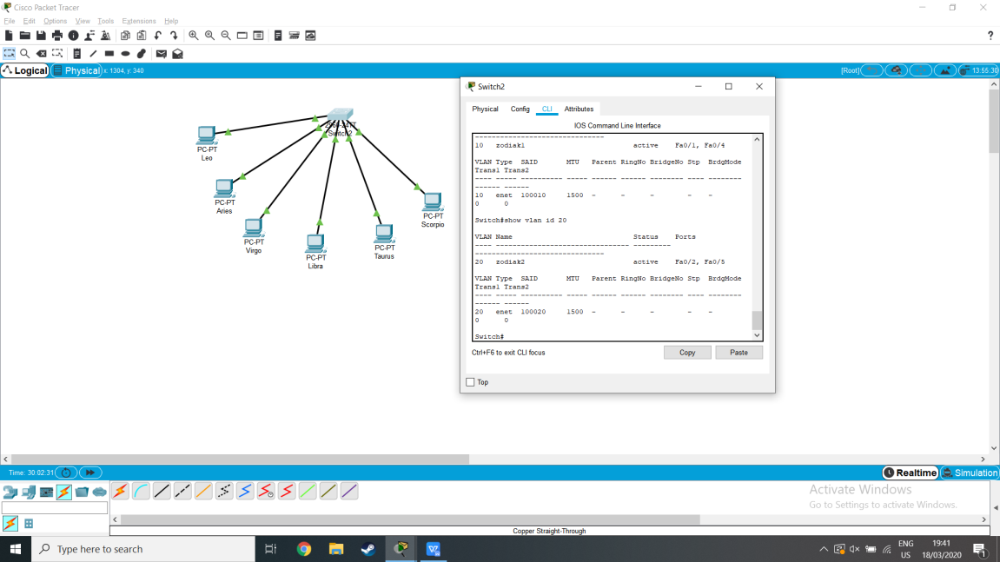 Cisco Packet Tracer
File Edit Options View Tools Extensions Help
?
Logical
Physical x: 1304, y: 340
[Root]
13:55:30
2960-24TT
Switch2
PC-PT
Leo
PC-PT
Aries
PC-PT
Virgo
PC-PT
Libra
PC-PT
Taurus
PC-PT
Scorpio
Switch2
Physical Config CLI Attributes
IOS Command Line Interface
-------------------------------
10 zodiak1 active Fa0/1, Fa0/4
VLAN Type SAID MTU Parent RingNo BridgeNo Stp BrdgMode
Trans1 Trans2
---- ----- ---------- ----- ------ ------ -------- ---- --------
------ ------
10 enet 100010 1500 - - - - -
0 0
Switch#show vlan id 20
VLAN Name Status Ports
---- -------------------------------- ---------
-------------------------------
20 zodiak2 active Fa0/2, Fa0/5
VLAN Type SAID MTU Parent RingNo BridgeNo Stp BrdgMode
Trans1 Trans2
---- ----- ---------- ----- ------ ------ -------- ---- --------
------ ------
20 enet 100020 1500 - - - - -
0 0
Switch#
Ctrl+F6 to exit CLI focus
Copy
Paste
Top
Time: 30:02:31
Realtime
Simulation
Activate Windows
Go to Settings to activate Windows.
Copper Straight-Through
Type here to search
ENG
US
19:41
18/03/2020
1